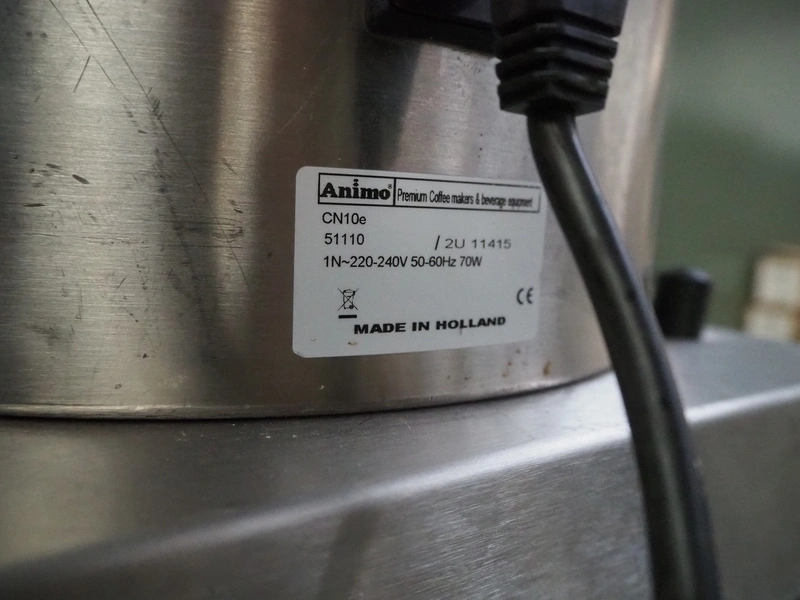 Animo® Premium Coffee makers & beverage equipment
CN10e
51110 / 2U 11415
1N~220-240V 50-60Hz 70W
CE
MADE IN HOLLAND